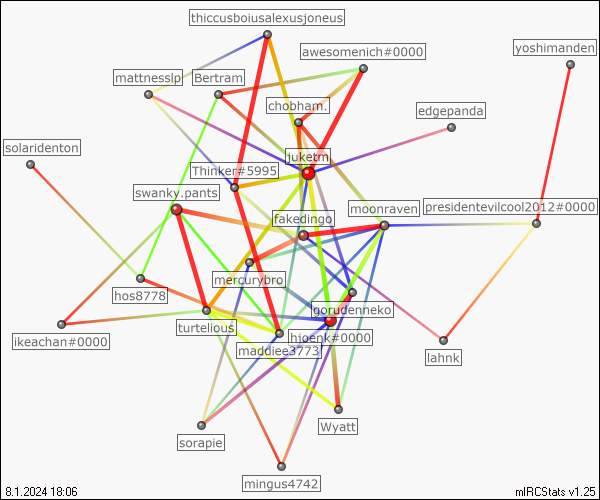 thiccusboiusalexusjoneus
yoshimanden
awesomenich#0000
mattnesslp
Bertram
chobham.
edgepanda
solaridenton
juketm
Thinker#5995
swanky.pants
moonraven
presidentevilcool2012#0000
fakedingo
mercurybro
hos8778
gorudenneko
turtelious
hjoenk#0000
ikeachan#0000
maddiee3773
lahnk
Wyatt
sorapie
mingus4742
8.1.2024 18:06
mIRCStats v1.25